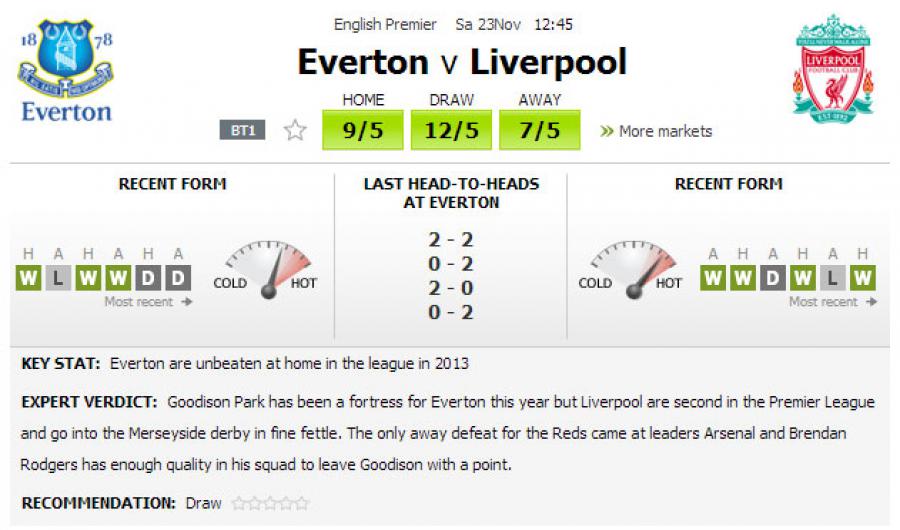 English Premier Sa 23Nov 12:45
Everton v Liverpool
18 78
Everton
YOU'LL NEVER WALK ALONE
LIVERPOOL
FOOTBALL CLUB
EST·1892
HOME DRAW AWAY
BT1 9/5 12/5 7/5 » More markets
RECENT FORM
H A H A H A
W L W W D D
Most recent →
COLD HOT
LAST HEAD-TO-HEADS
AT EVERTON
2 - 2
0 - 2
2 - 0
0 - 2
RECENT FORM
COLD HOT
A H A H A H
W W D W L W
Most recent →
KEY STAT: Everton are unbeaten at home in the league in 2013
EXPERT VERDICT: Goodison Park has been a fortress for Everton this year but Liverpool are second in the Premier League
and go into the Merseyside derby in fine fettle. The only away defeat for the Reds came at leaders Arsenal and Brendan
Rodgers has enough quality in his squad to leave Goodison with a point.
RECOMMENDATION: Draw